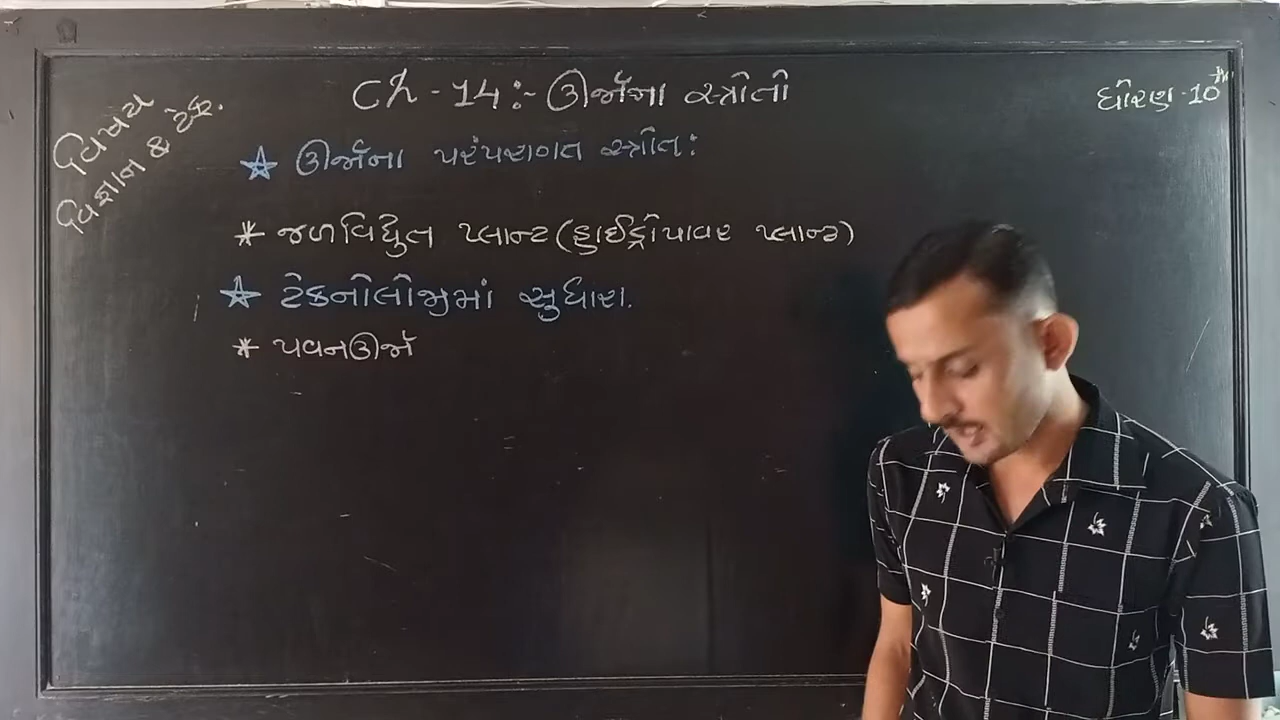 વિષય
વિજ્ઞાન & ટેક.
Ch - 14 :- ઊર્જાના સ્ત્રોતો
ધોરણ - 10th
☆ ઊર્જાના પરંપરાગત સ્ત્રોત :
* જળવિદ્યુત પ્લાન્ટ (હાઈડ્રોપાવર પ્લાન્ટ)
☆ ટેકનોલોજીમાં સુધારા.
* પવનઊર્જા